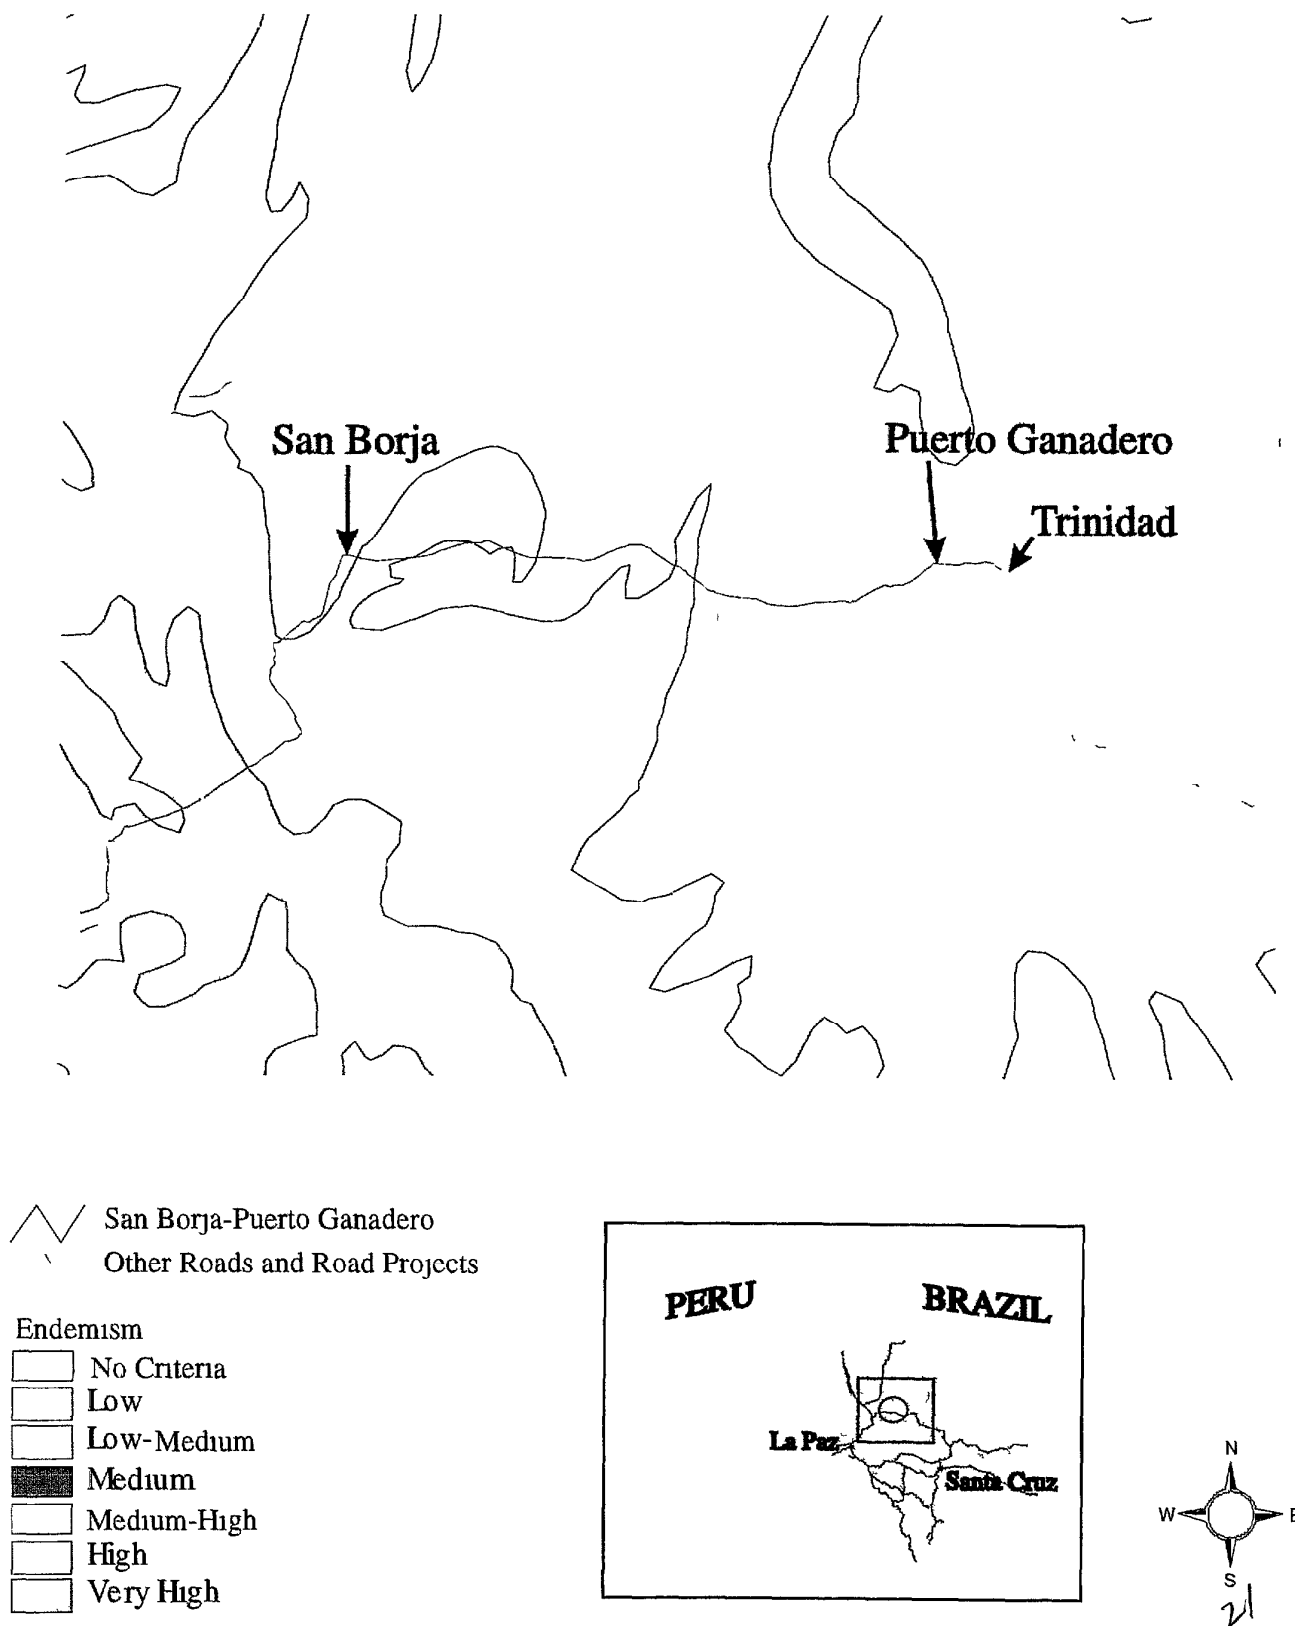 San Borja
Puerto Ganadero
Trinidad
San Borja-Puerto Ganadero
Other Roads and Road Projects
Endemism
No Criteria
Low
Low-Medium
Medium
Medium-High
High
Very High
PERU
BRAZIL
La Paz
Santa Cruz
N
W
E
S
21